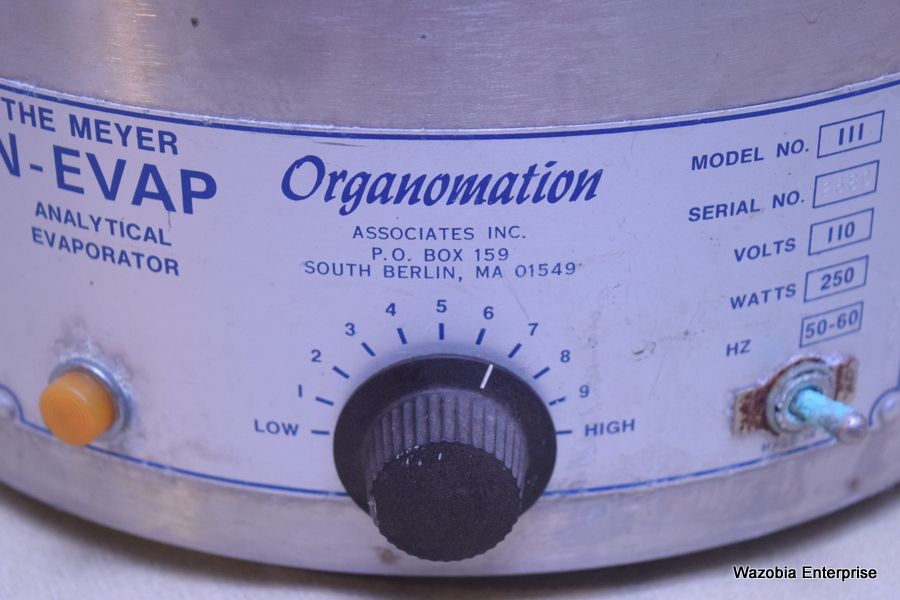 THE MEYER
N-EVAP
ANALYTICAL
EVAPORATOR
Organomation
ASSOCIATES INC.
P.O. BOX 159
SOUTH BERLIN, MA 01549
MODEL NO. 111
SERIAL NO.
VOLTS 110
WATTS 250
HZ 50-60
LOW 1 2 3 4 5 6 7 8 9 HIGH
Wazobia Enterprise